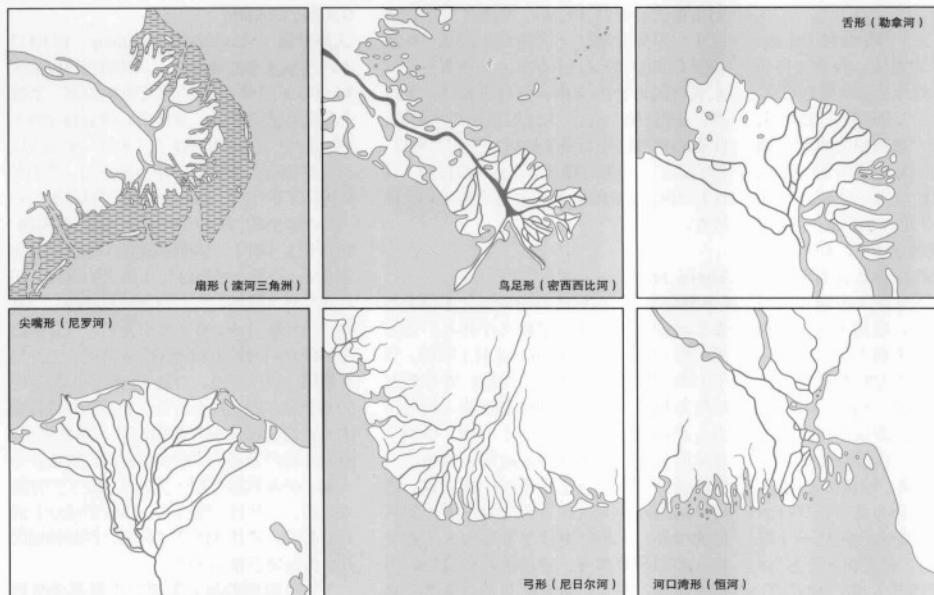 扇形（滦河三角洲）
鸟足形（密西西比河）
舌形（勒拿河）
尖嘴形（尼罗河）
弓形（尼日尔河）
河口湾形（恒河）